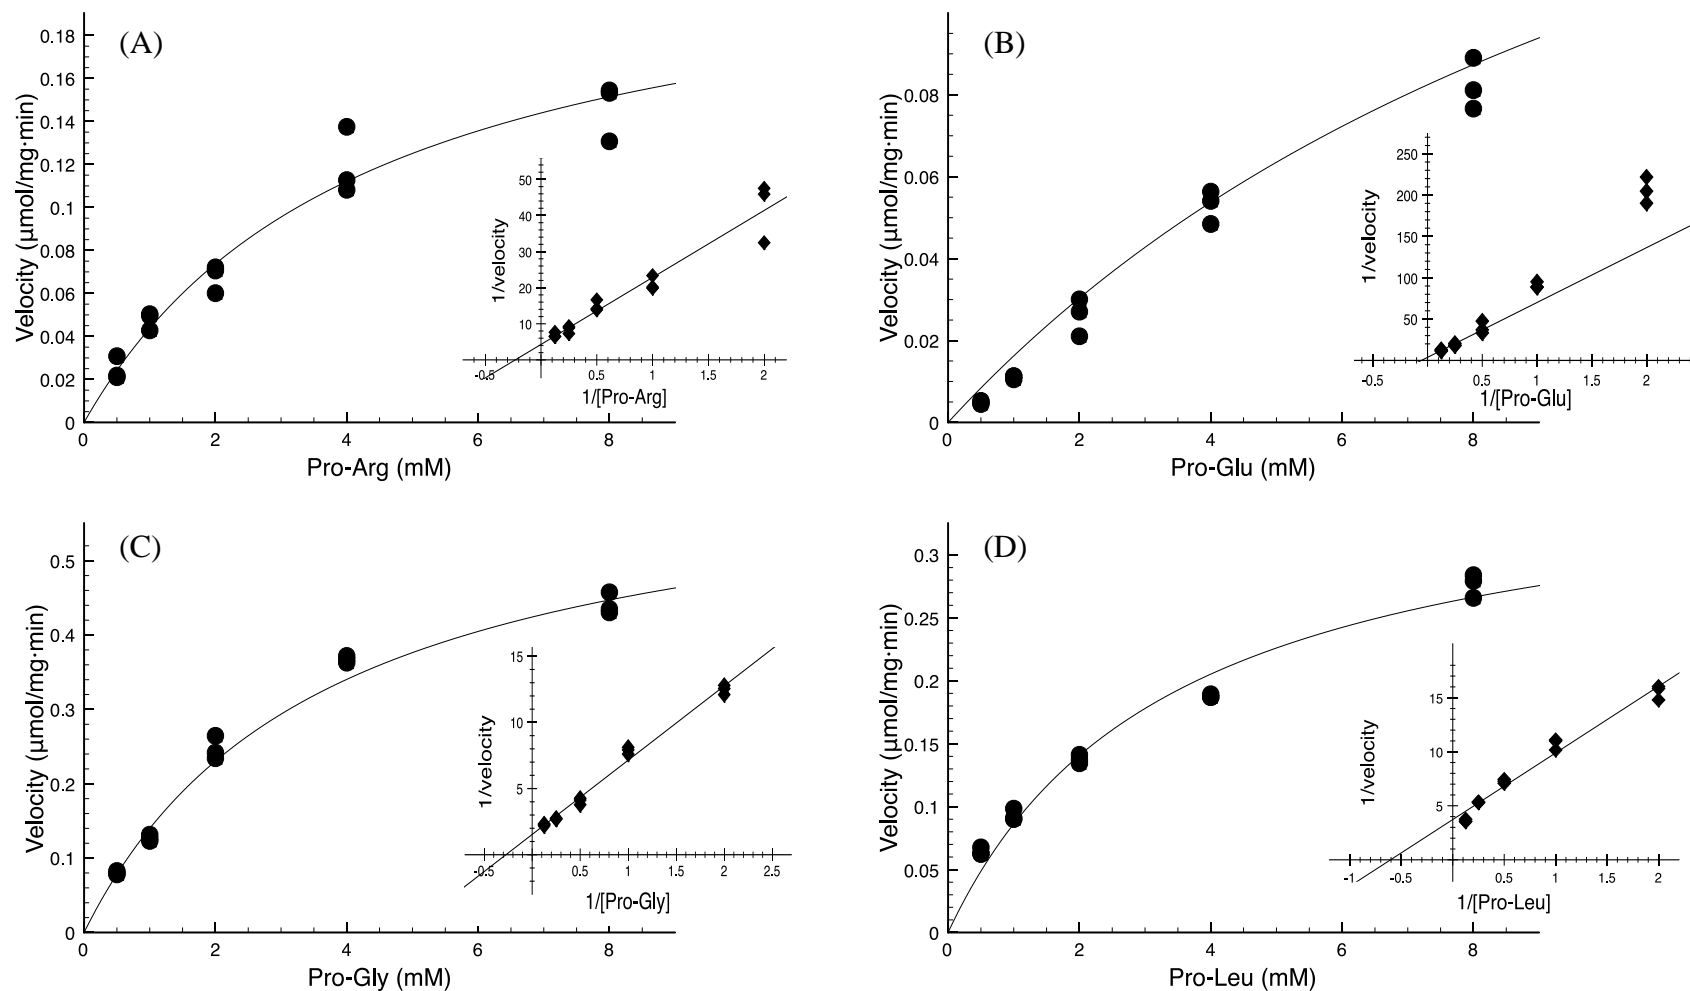 (A)
0.18
0.16
0.14
0.12
0.1
0.08
0.06
0.04
0.02
0
Velocity (µmol/mg·min)
0 2 4 6 8
Pro-Arg (mM)
50
40
30
20
10
1/velocity
-0.5 0.5 1 1.5 2
1/[Pro-Arg]
(B)
0.08
0.06
0.04
0.02
0
Velocity (µmol/mg·min)
0 2 4 6 8
Pro-Glu (mM)
250
200
150
100
50
1/velocity
-0.5 0.5 1 1.5 2
1/[Pro-Glu]
(C)
0.5
0.4
0.3
0.2
0.1
0
Velocity (µmol/mg·min)
0 2 4 6 8
Pro-Gly (mM)
15
10
5
1/velocity
-0.5 0.5 1 1.5 2 2.5
1/[Pro-Gly]
(D)
0.3
0.25
0.2
0.15
0.1
0.05
0
Velocity (µmol/mg·min)
0 2 4 6 8
Pro-Leu (mM)
15
10
5
1/velocity
-1 -0.5 0.5 1 1.5 2
1/[Pro-Leu]